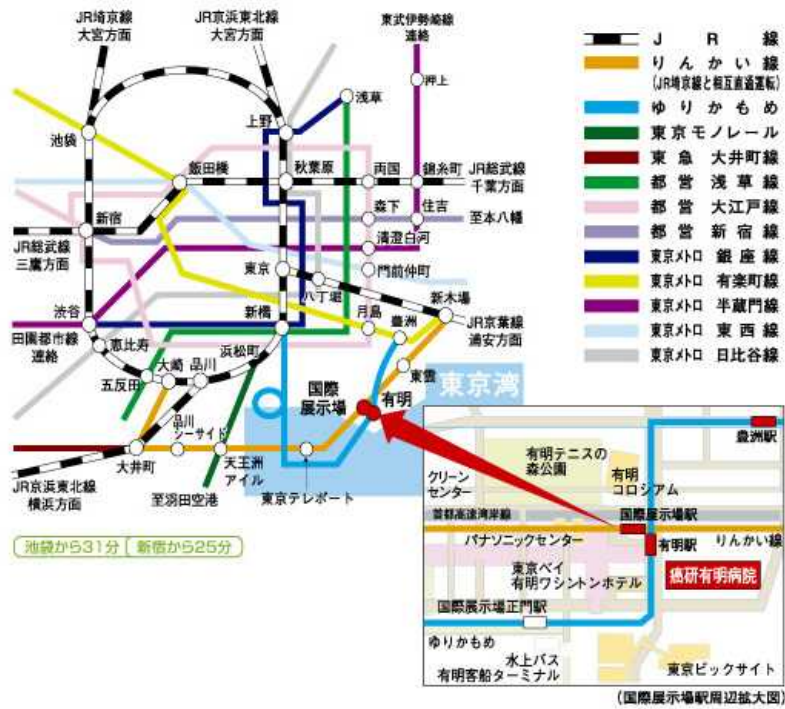 JR埼京線
大宮方面
JR京浜東北線
大宮方面
東武伊勢崎線
連絡
押上
浅草
池袋
上野
飯田橋
秋葉原
両国
錦糸町
JR総武線
千葉方面
新宿
森下
住吉
至本八幡
JR総武線
三鷹方面
清澄白河
東京
門前仲町
八丁堀
新木場
渋谷
新橋
月島
豊洲
JR京葉線
浦安方面
田園都市線
連絡
恵比寿
浜松町
大崎
品川
五反田
東雲
国際
展示場
有明
東京湾
品川
シーサイド
大井町
天王洲
アイル
東京テレポート
JR京浜東北線
横浜方面
至羽田空港
池袋から31分
新宿から25分
JR線
りんかい線
(JR埼京線と相互直通運転)
ゆりかもめ
東京モノレール
東急 大井町線
都営 浅草線
都営 大江戸線
都営 新宿線
東京メトロ 銀座線
東京メトロ 有楽町線
東京メトロ 半蔵門線
東京メトロ 東西線
東京メトロ 日比谷線
豊洲駅
有明テニスの
森公園
クリーン
センター
有明
コロシアム
首都高速湾岸線
国際展示場駅
パナソニックセンター
有明駅
りんかい線
東京ベイ
有明ワシントンホテル
癌研有明病院
国際展示場正門駅
ゆりかもめ
水上バス
有明客船ターミナル
東京ビックサイト
(国際展示場駅周辺拡大図)